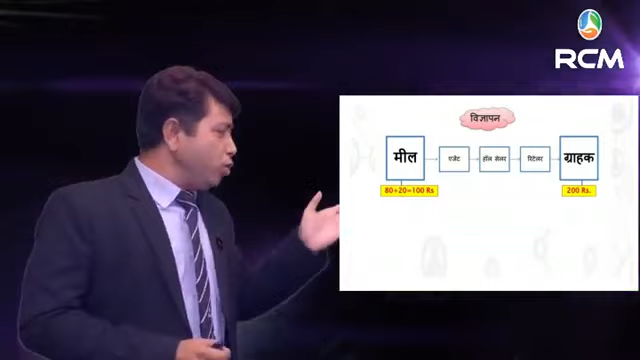 RCM
विज्ञापन
मील
एजेंट
हॉल सेलर
रिटेलर
ग्राहक
80+20=100 Rs
200 Rs.